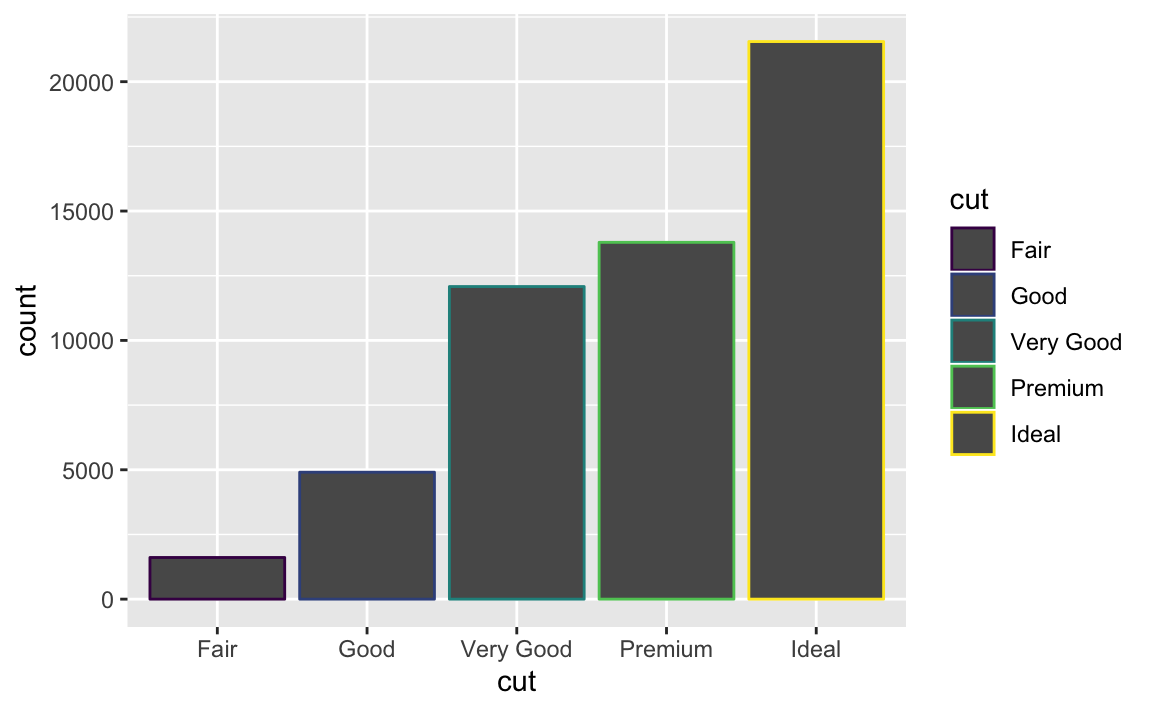 count
20000
15000
10000
5000
0
Fair
Good
Very Good
Premium
Ideal
cut
cut
Fair
Good
Very Good
Premium
Ideal